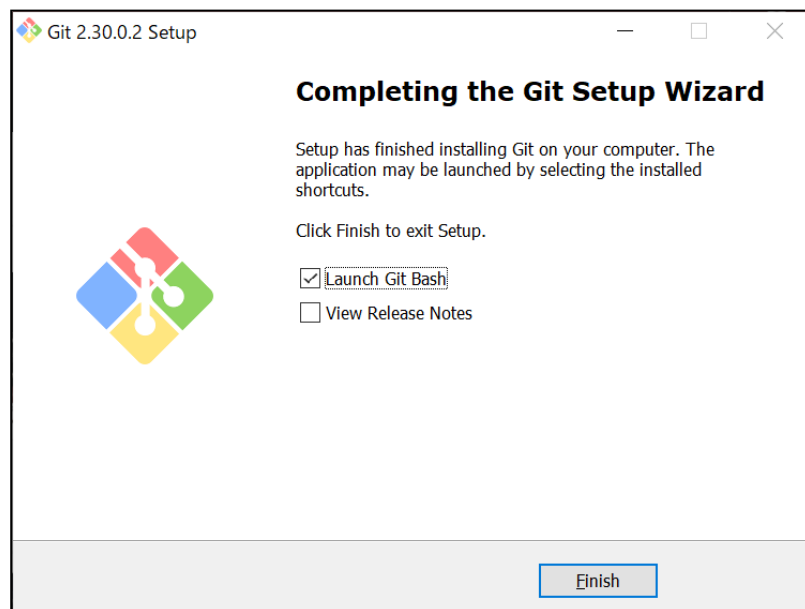 Git 2.30.0.2 Setup
Completing the Git Setup Wizard
Setup has finished installing Git on your computer. The
application may be launched by selecting the installed
shortcuts.
Click Finish to exit Setup.
Launch Git Bash
View Release Notes
Finish